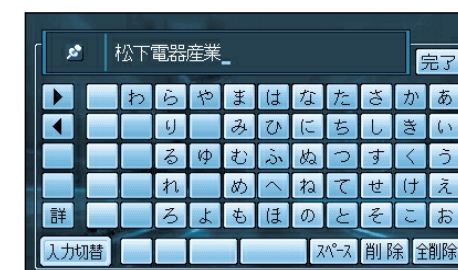 松下電器産業_
完了
▶ わ ら や ま は な た さ か あ
◀ り み ひ に ち し き い
る ゆ む ふ ぬ つ す く う
れ め へ ね て せ け え
詳 ろ よ も ほ の と そ こ お
入力切替 スペース 削除 全削除